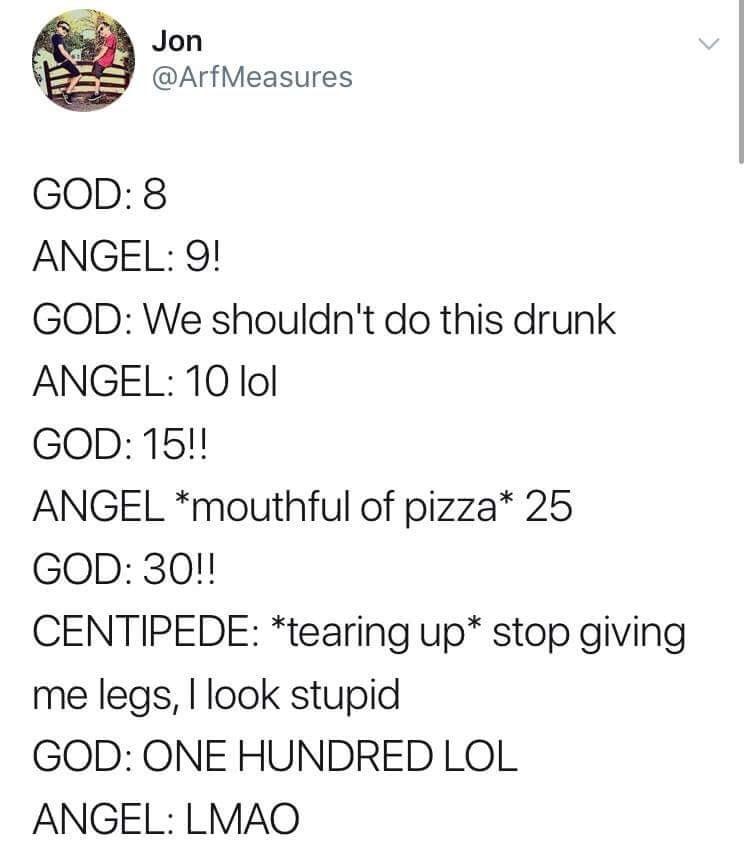 Jon
@ArfMeasures
GOD: 8
ANGEL: 9!
GOD: We shouldn't do this drunk
ANGEL: 10 lol
GOD: 15!!
ANGEL *mouthful of pizza* 25
GOD: 30!!
CENTIPEDE: *tearing up* stop giving
me legs, I look stupid
GOD: ONE HUNDRED LOL
ANGEL: LMAO